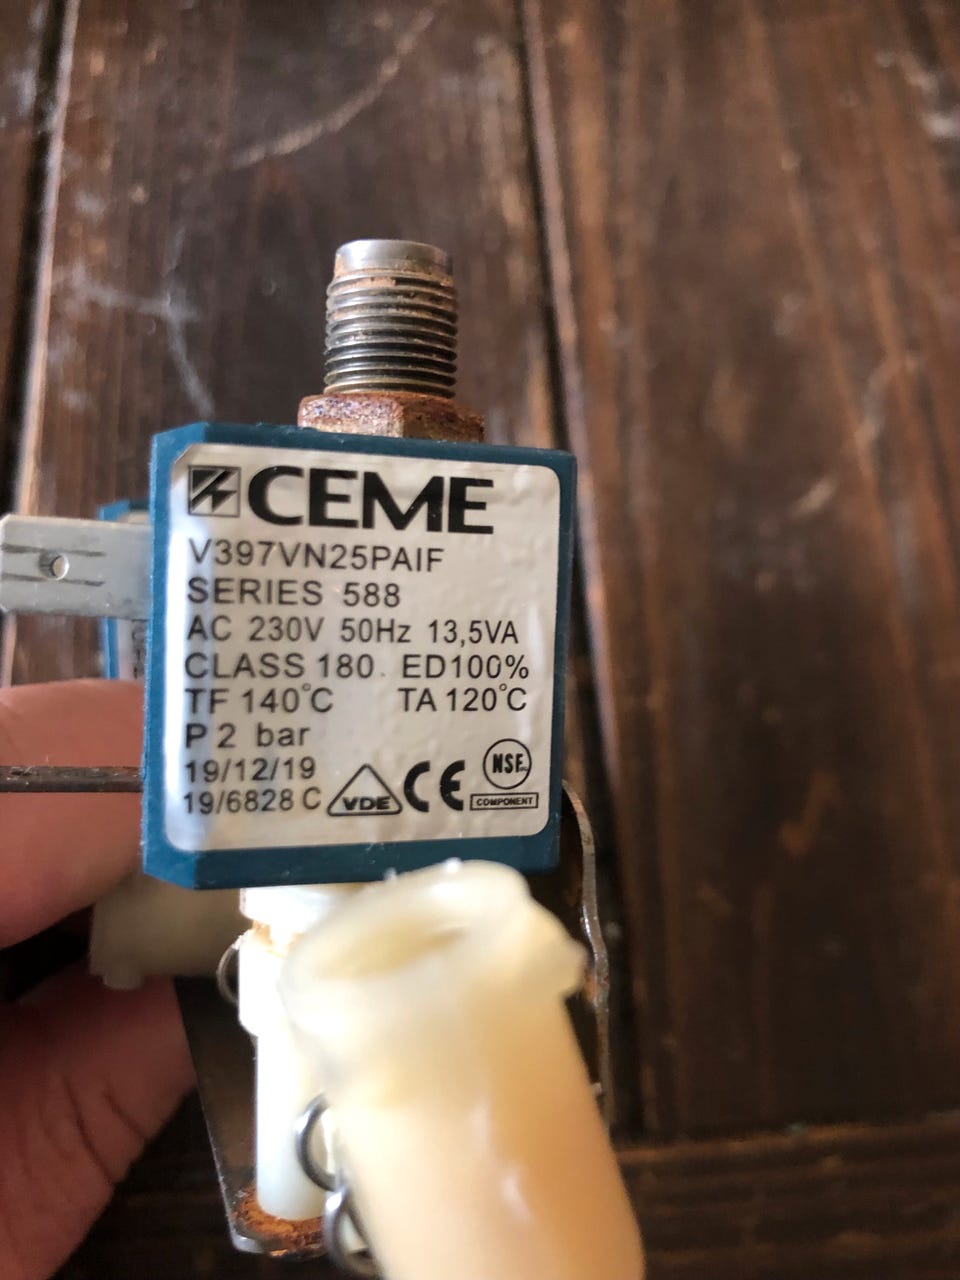 CEME
V397VN25PAIF
SERIES 588
AC 230V 50Hz 13,5VA
CLASS 180 ED100%
TF 140°C TA 120°C
P 2 bar
19/12/19
19/6828 C VDE CE NSF
COMPONENT